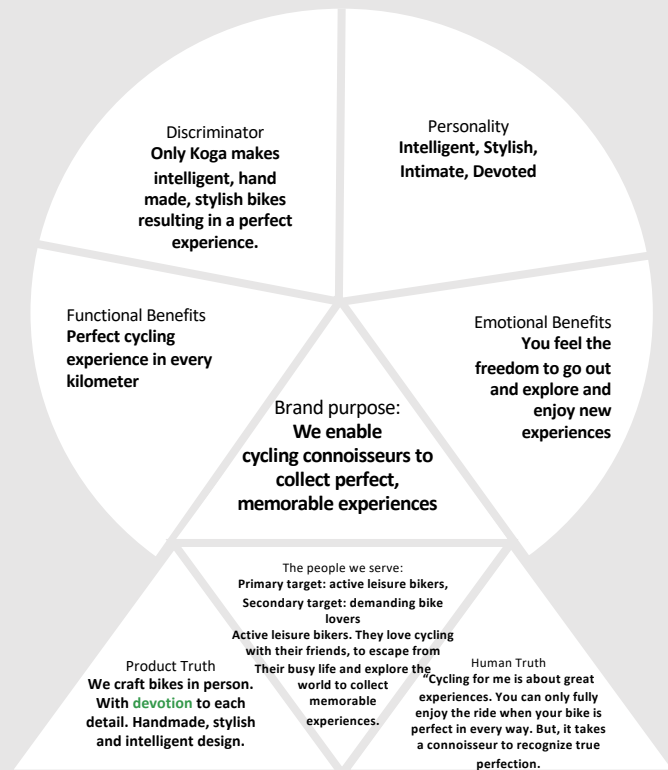 Discriminator
Only Koga makes
intelligent, hand
made, stylish bikes
resulting in a perfect
experience.
Personality
Intelligent, Stylish,
Intimate, Devoted
Functional Benefits
Perfect cycling
experience in every
kilometer
Emotional Benefits
You feel the
freedom to go out
and explore and
enjoy new
experiences
Brand purpose:
We enable
cycling connoisseurs to
collect perfect,
memorable experiences
The people we serve:
Primary target: active leisure bikers,
Secondary target: demanding bike
lovers
Active leisure bikers. They love cycling
with their friends, to escape from
Their busy life and explore the
world to collect
memorable
experiences.
Product Truth
We craft bikes in person.
With devotion to each
detail. Handmade, stylish
and intelligent design.
Human Truth
“Cycling for me is about great
experiences. You can only fully
enjoy the ride when your bike is
perfect in every way. But, it takes
a connoisseur to recognize true
perfection.